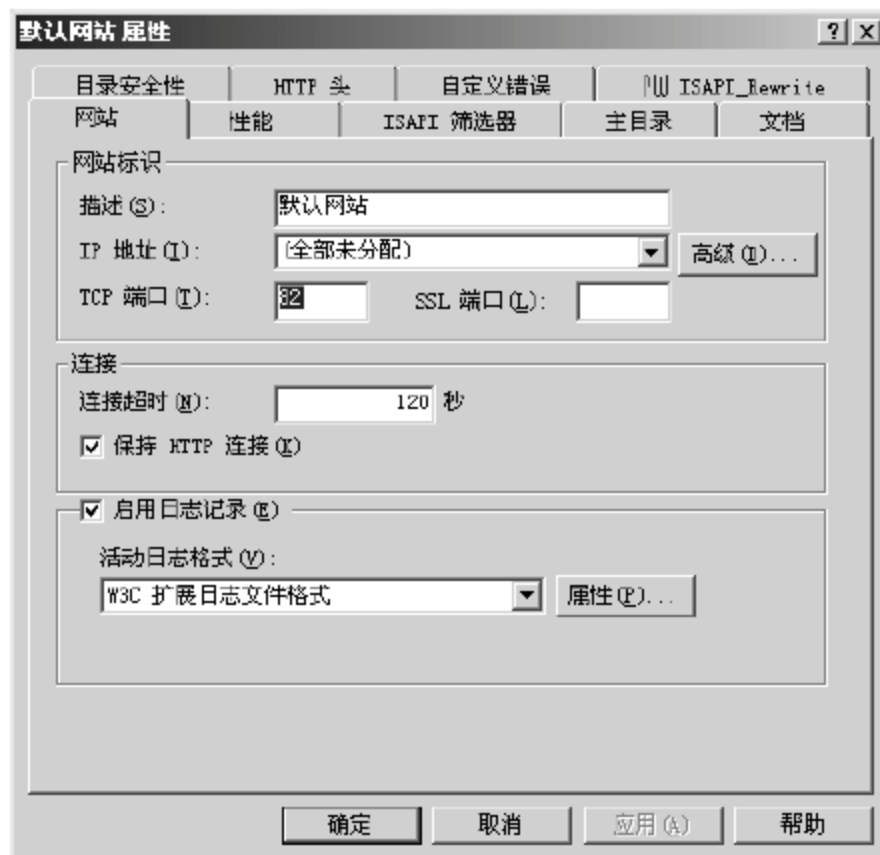 默认网站 属性
目录安全性 HTTP 头 自定义错误 ISAPI_Rewrite
网站 性能 ISAPI 筛选器 主目录 文档
网站标识
描述(S): 默认网站
IP 地址(I): (全部未分配) 高级(D)...
TCP 端口(T): 82 SSL 端口(L):
连接
连接超时(N): 120 秒
保持 HTTP 连接(K)
启用日志记录(E)
活动日志格式(V):
W3C 扩展日志文件格式 属性(P)...
确定 取消 应用(A) 帮助